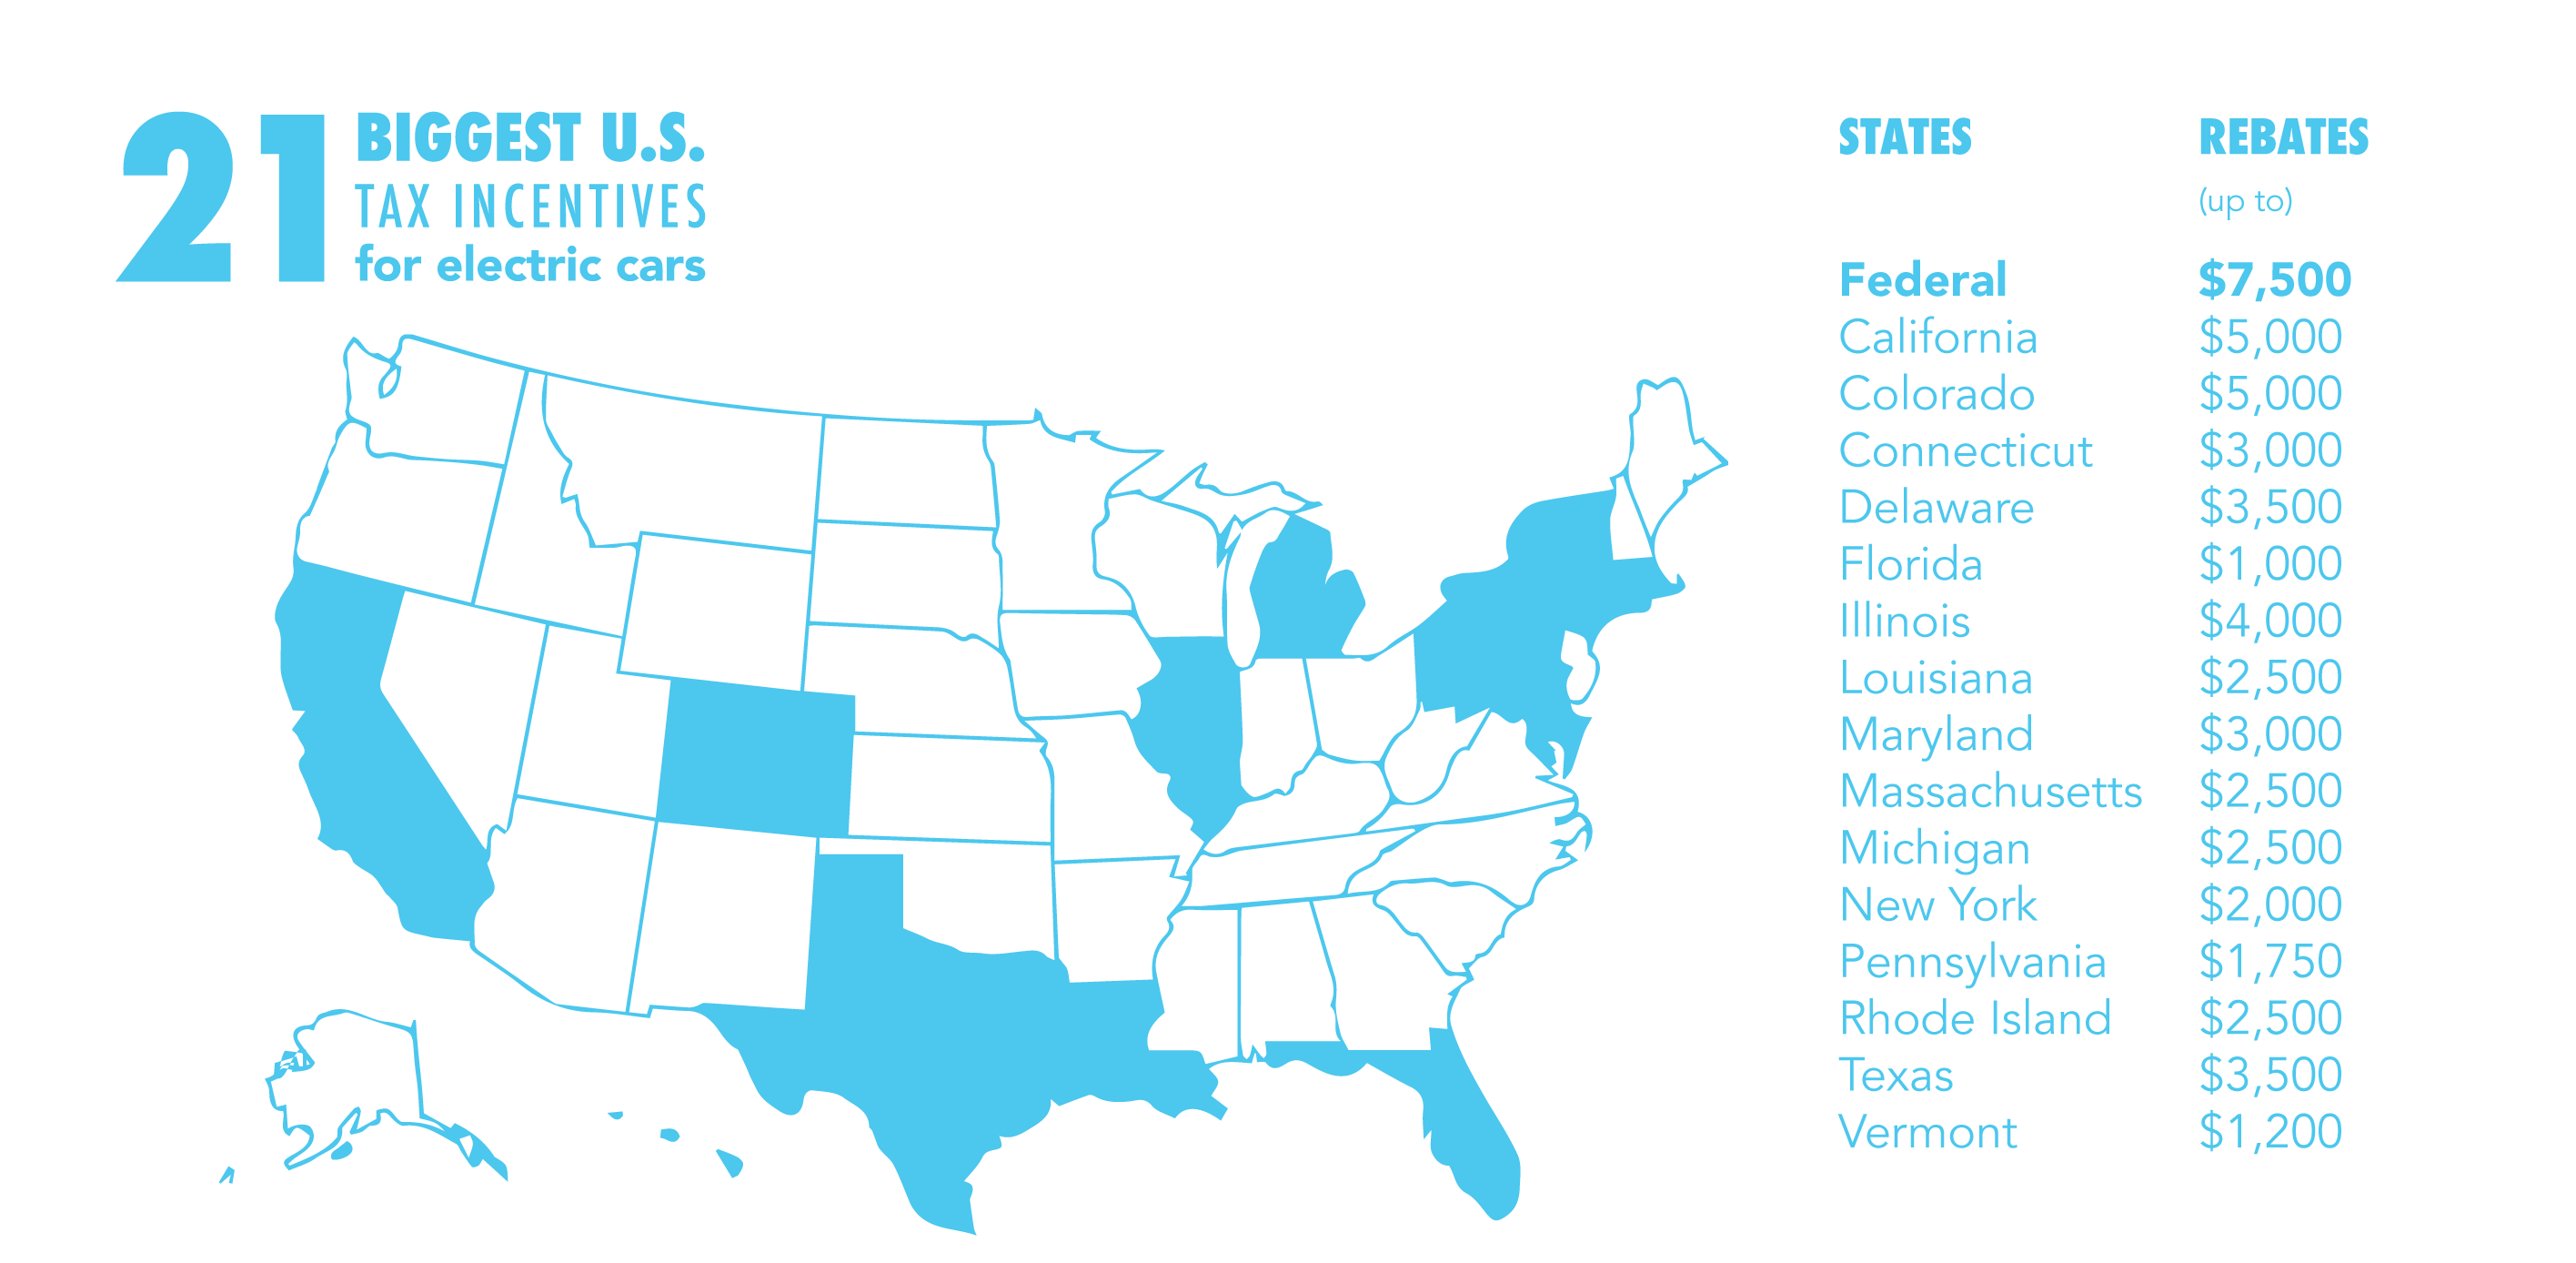 21 BIGGEST U.S.
TAX INCENTIVES
for electric cars
STATES REBATES
(up to)
Federal $7,500
California $5,000
Colorado $5,000
Connecticut $3,000
Delaware $3,500
Florida $1,000
Illinois $4,000
Louisiana $2,500
Maryland $3,000
Massachusetts $2,500
Michigan $2,500
New York $2,000
Pennsylvania $1,750
Rhode Island $2,500
Texas $3,500
Vermont $1,200